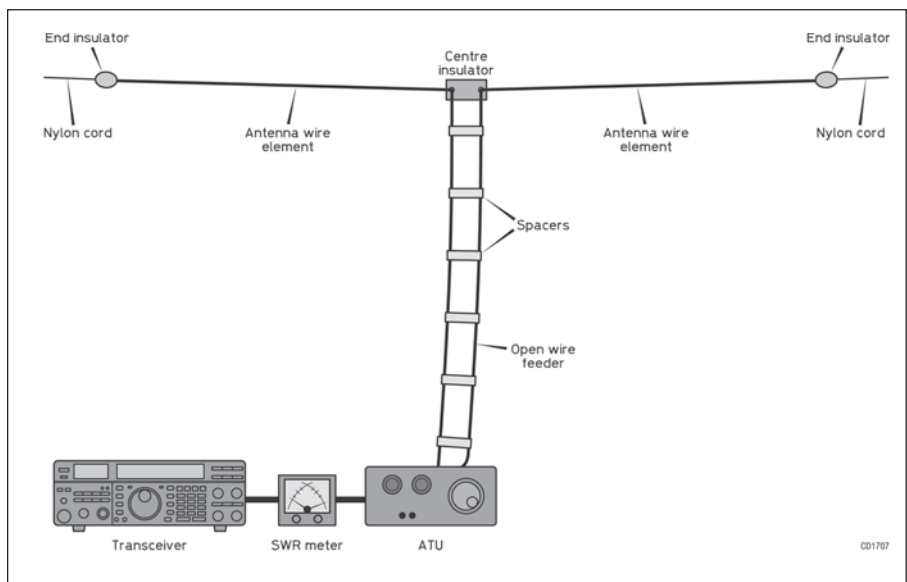 End insulator
Centre
insulator
End insulator
Nylon cord
Antenna wire
element
Antenna wire
element
Nylon cord
Spacers
Open wire
feeder
Transceiver
SWR meter
ATU
CD1707